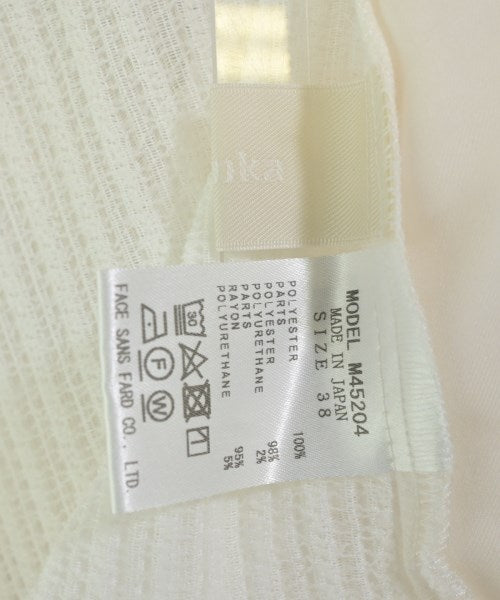 MODEL M45204
MADE IN JAPAN
SIZE 38
POLYESTER 100%
PARTS
POLYESTER 98%
POLYURETHANE 2%
PARTS
RAYON 95%
POLYURETHANE 5%
30
F W
FACE SANS FARD CO., LTD.